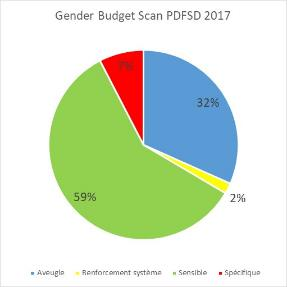 Gender Budget Scan PDFSD 2017
7%
32%
59%
2%
Aveugle Renforcement système Sensible Spécifique